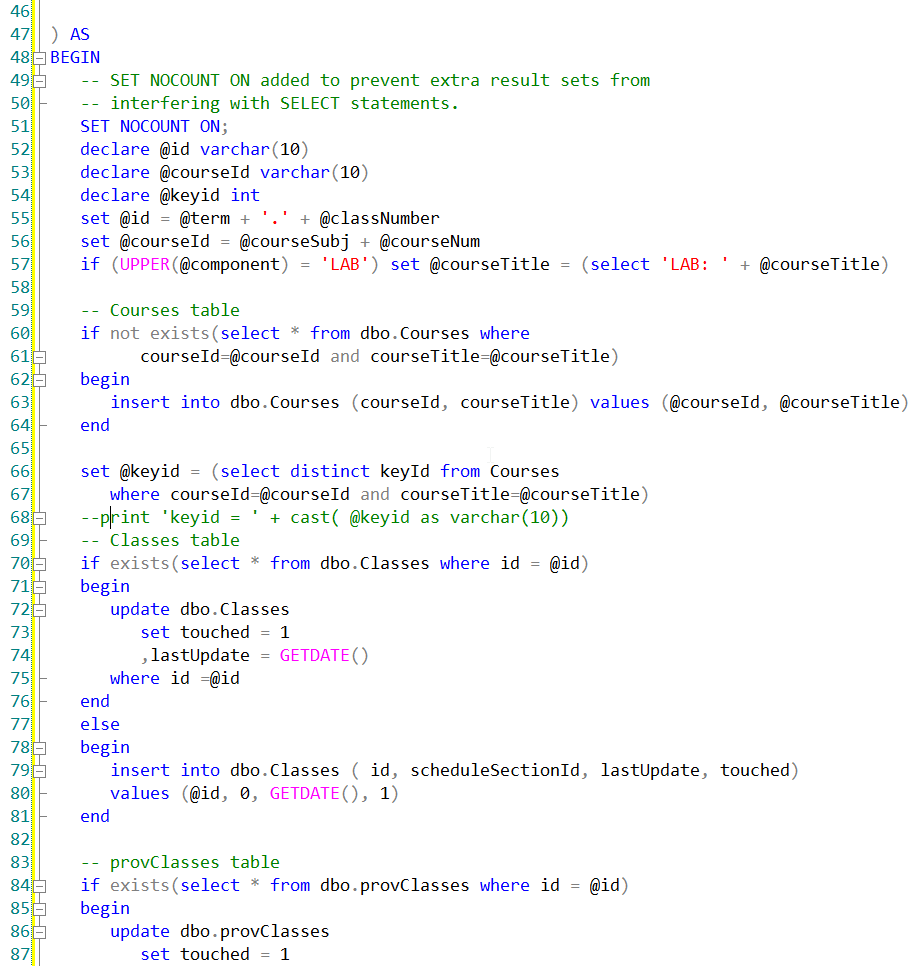 46
47 ) AS
48 BEGIN
49 -- SET NOCOUNT ON added to prevent extra result sets from
50 -- interfering with SELECT statements.
51 SET NOCOUNT ON;
52 declare @id varchar(10)
53 declare @courseId varchar(10)
54 declare @keyid int
55 set @id = @term + '.' + @classNumber
56 set @courseId = @courseSubj + @courseNum
57 if (UPPER(@component) = 'LAB') set @courseTitle = (select 'LAB: ' + @courseTitle)
58
59 -- Courses table
60 if not exists(select * from dbo.Courses where
61 courseId=@courseId and courseTitle=@courseTitle)
62 begin
63 insert into dbo.Courses (courseId, courseTitle) values (@courseId, @courseTitle)
64 end
65
66 set @keyid = (select distinct keyId from Courses
67 where courseId=@courseId and courseTitle=@courseTitle)
68 --print 'keyid = ' + cast( @keyid as varchar(10))
69 -- Classes table
70 if exists(select * from dbo.Classes where id = @id)
71 begin
72 update dbo.Classes
73 set touched = 1
74 ,lastUpdate = GETDATE()
75 where id =@id
76 end
77 else
78 begin
79 insert into dbo.Classes ( id, scheduleSectionId, lastUpdate, touched)
80 values (@id, 0, GETDATE(), 1)
81 end
82
83 -- provClasses table
84 if exists(select * from dbo.provClasses where id = @id)
85 begin
86 update dbo.provClasses
87 set touched = 1